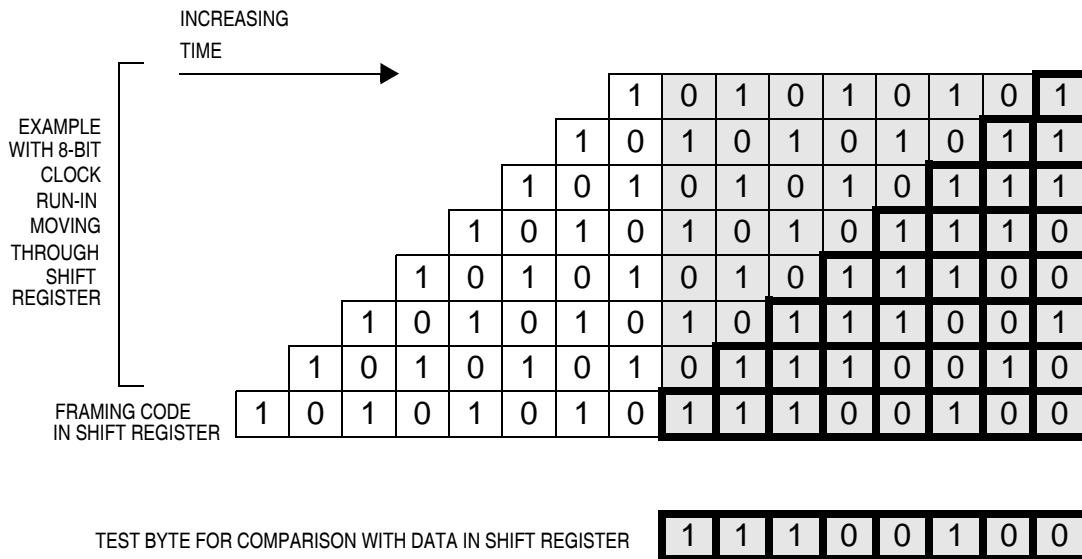 INCREASING
TIME
EXAMPLE
WITH 8-BIT
CLOCK
RUN-IN
MOVING
THROUGH
SHIFT
REGISTER
1 0 1 0 1 0 1 0 1
1 0 1 0 1 0 1 0 1 1
1 0 1 0 1 0 1 0 1 1 1
1 0 1 0 1 0 1 0 1 1 1 0
1 0 1 0 1 0 1 0 1 1 1 0 0
1 0 1 0 1 0 1 0 1 1 1 0 0 1
1 0 1 0 1 0 1 0 1 1 1 0 0 1 0
FRAMING CODE
IN SHIFT REGISTER
1 0 1 0 1 0 1 0 1 1 1 0 0 1 0 0
TEST BYTE FOR COMPARISON WITH DATA IN SHIFT REGISTER 1 1 1 0 0 1 0 0